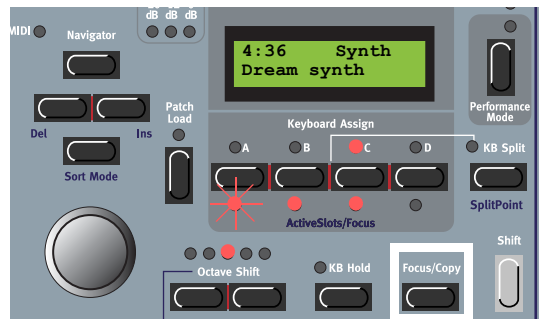 dB dB dB
MIDI
Navigator
4:36 Synth
Dream synth
Performance
Mode
Patch
Load
Del Ins
Sort Mode
Keyboard Assign
A B C D KB Split
SplitPoint
ActiveSlots/Focus
Shift
Octave Shift KB Hold Focus/Copy